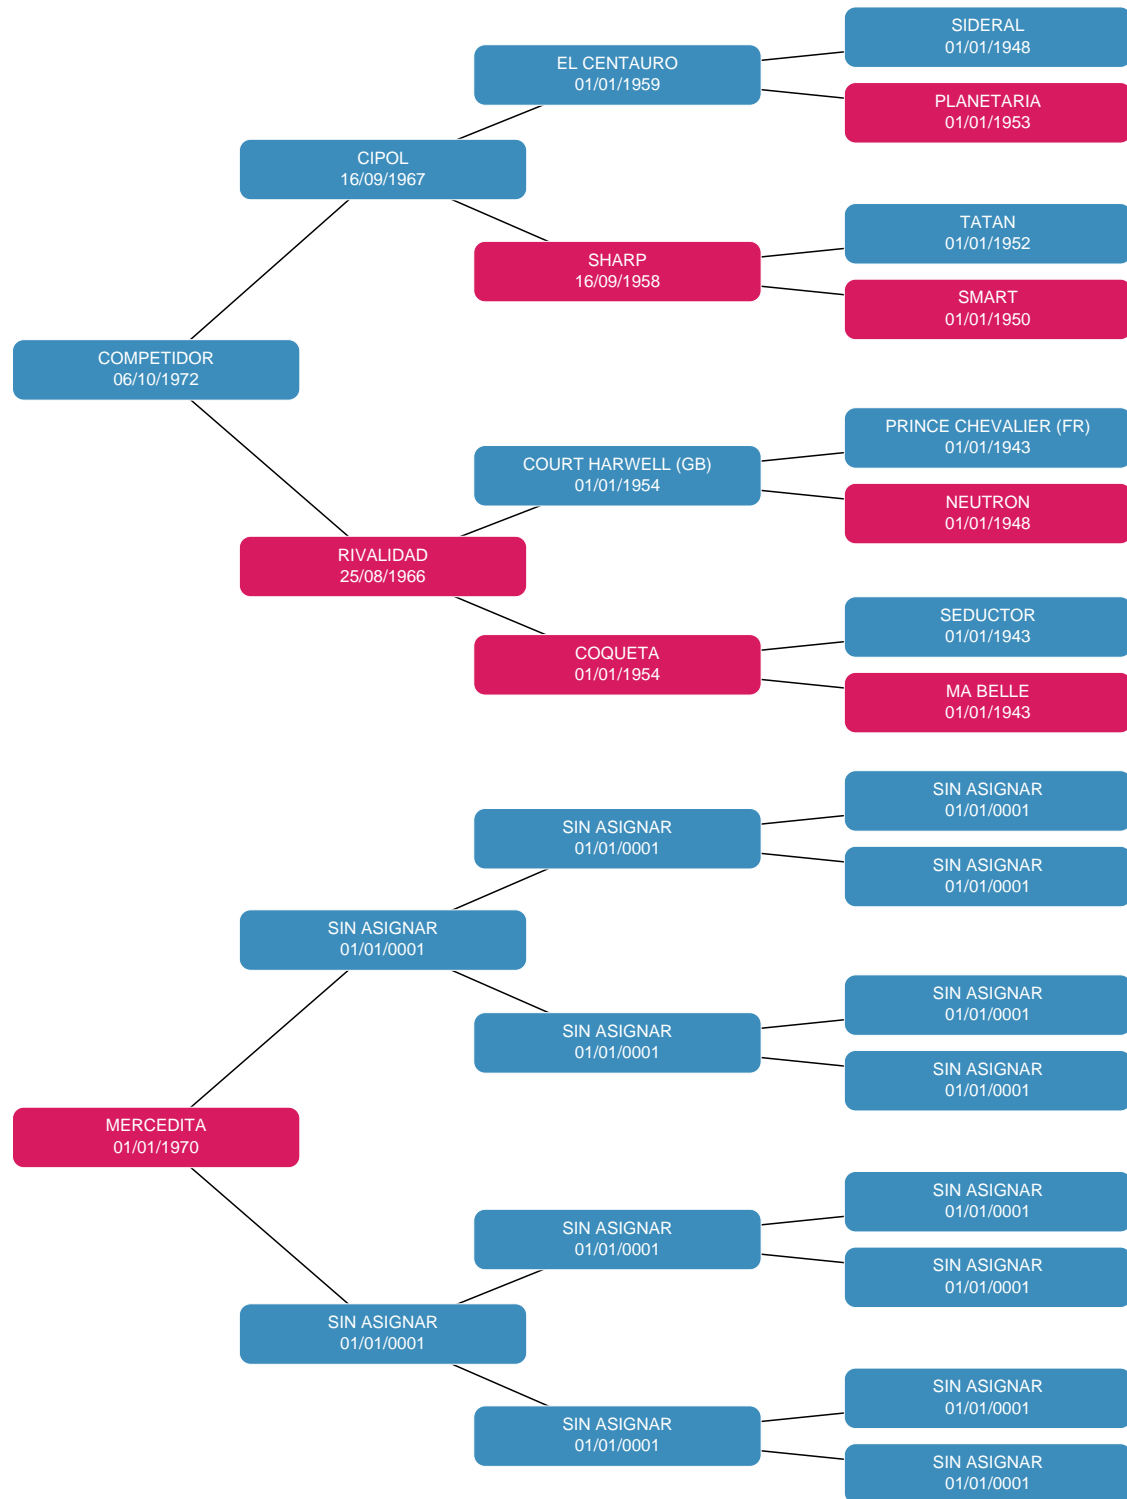 SIDERAL
01/01/1948
EL CENTAURO
01/01/1959
PLANETARIA
01/01/1953
CIPOL
16/09/1967
TATAN
01/01/1952
SHARP
16/09/1958
SMART
01/01/1950
COMPETIDOR
06/10/1972
PRINCE CHEVALIER (FR)
01/01/1943
COURT HARWELL (GB)
01/01/1954
NEUTRON
01/01/1948
RIVALIDAD
25/08/1966
SEDUCTOR
01/01/1943
COQUETA
01/01/1954
MA BELLE
01/01/1943
SIN ASIGNAR
01/01/0001
SIN ASIGNAR
01/01/0001
SIN ASIGNAR
01/01/0001
SIN ASIGNAR
01/01/0001
SIN ASIGNAR
01/01/0001
SIN ASIGNAR
01/01/0001
SIN ASIGNAR
01/01/0001
MERCEDITA
01/01/1970
SIN ASIGNAR
01/01/0001
SIN ASIGNAR
01/01/0001
SIN ASIGNAR
01/01/0001
SIN ASIGNAR
01/01/0001
SIN ASIGNAR
01/01/0001
SIN ASIGNAR
01/01/0001
SIN ASIGNAR
01/01/0001